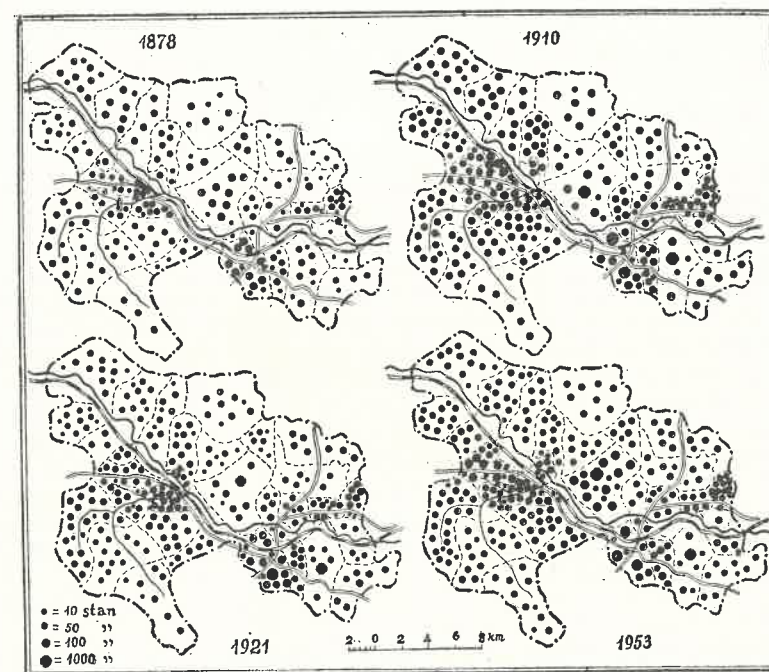 1878
1910
• = 10 stan
• = 50 „
• = 100 „
• = 1000 „
1921
2 0 2 4 6 8 km
1953